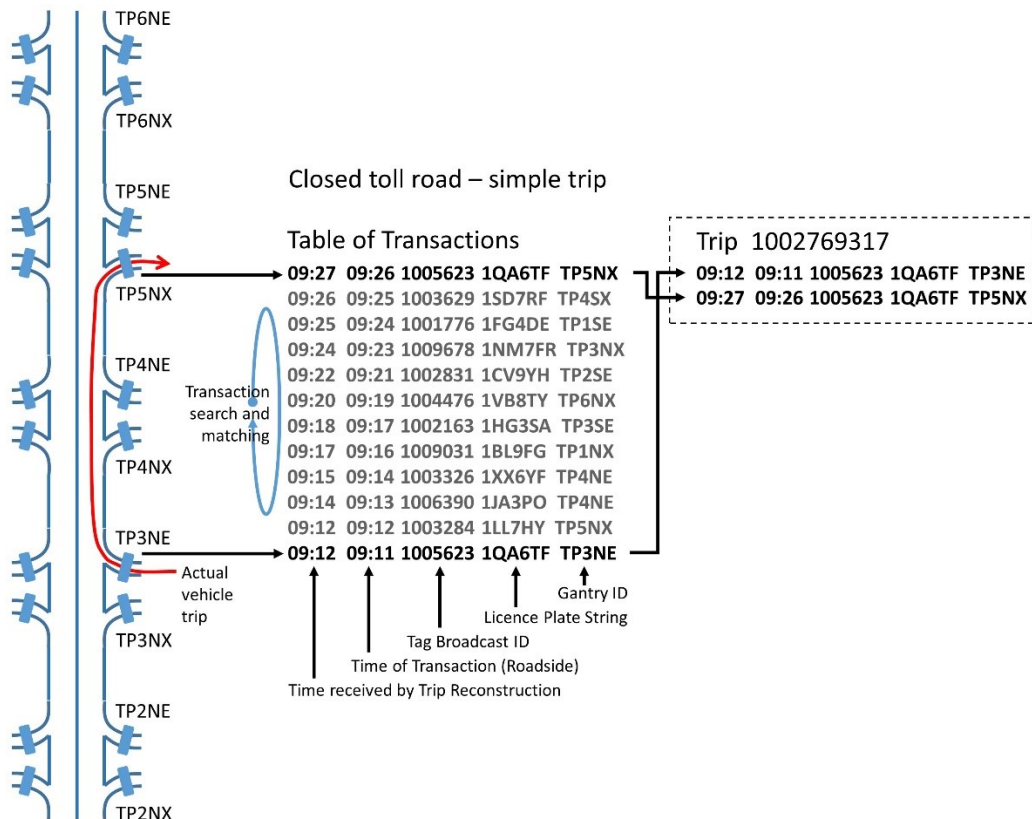 TP6NE
TP6NX
TP5NE
TP5NX
TP4NE
TP4NX
TP3NE
TP3NX
TP2NE
TP2NX
Actual
vehicle
trip
Transaction
search and
matching
Closed toll road – simple trip
Table of Transactions
09:27 09:26 1005623 1QA6TF TP5NX
09:26 09:25 1003629 1SD7RF TP4SX
09:25 09:24 1001776 1FG4DE TP1SE
09:24 09:23 1009678 1NM7FR TP3NX
09:22 09:21 1002831 1CV9YH TP2SE
09:20 09:19 1004476 1VB8TY TP6NX
09:18 09:17 1002163 1HG3SA TP3SE
09:17 09:16 1009031 1BL9FG TP1NX
09:15 09:14 1003326 1XX6YF TP4NE
09:14 09:13 1006390 1JA3PO TP4NE
09:12 09:12 1003284 1LL7HY TP5NX
09:12 09:11 1005623 1QA6TF TP3NE
Gantry ID
Licence Plate String
Tag Broadcast ID
Time of Transaction (Roadside)
Time received by Trip Reconstruction
Trip 1002769317
09:12 09:11 1005623 1QA6TF TP3NE
09:27 09:26 1005623 1QA6TF TP5NX